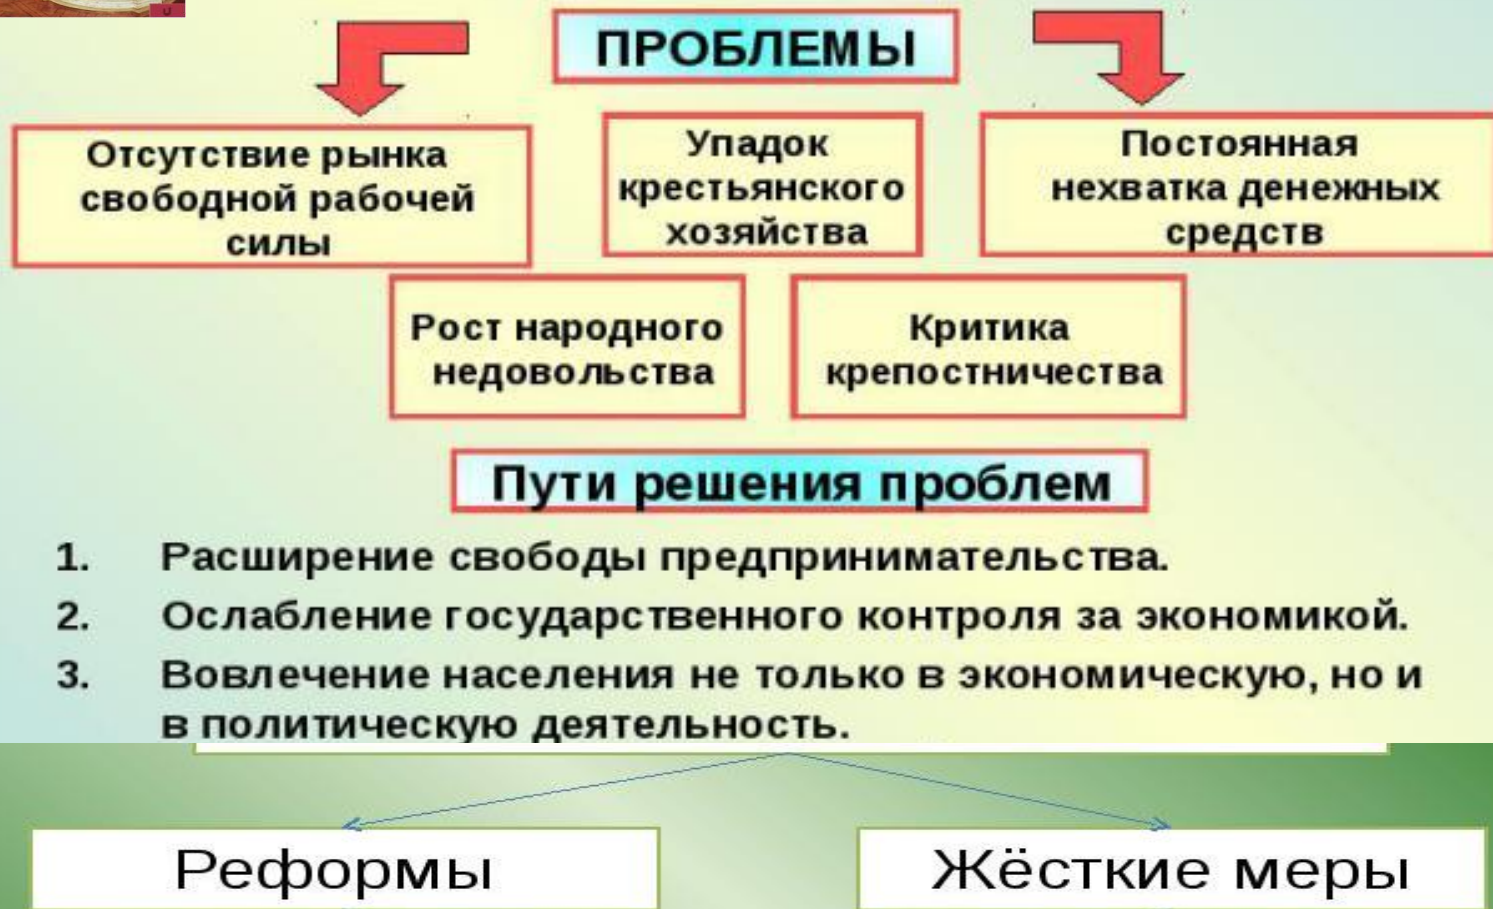 ПРОБЛЕМЫ
Отсутствие рынка
свободной рабочей
силы
Упадок
крестьянского
хозяйства
Постоянная
нехватка денежных
средств
Рост народного
недовольства
Критика
крепостничества
Пути решения проблем
1. Расширение свободы предпринимательства.
2. Ослабление государственного контроля за экономикой.
3. Вовлечение населения не только в экономическую, но и
в политическую деятельность.
Реформы
Жёсткие меры